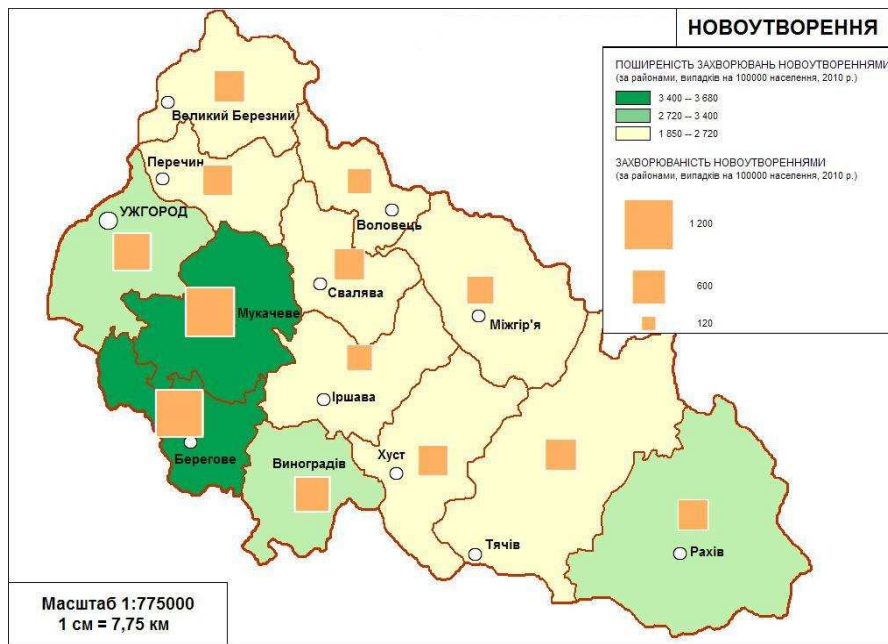 НОВОУТВОРЕННЯ
ПОШИРЕНІСТЬ ЗАХВОРЮВАНЬ НОВОУТВОРЕННЯМИ
(за районами, випадків на 100000 населення, 2010 р.)
3 400 -- 3 680
2 720 -- 3 400
1 850 -- 2 720
ЗАХВОРЮВАНІСТЬ НОВОУТВОРЕННЯМИ
(за районами, випадків на 100000 населення, 2010 р.)
1 200
600
120
Великий Березний
Перечин
УЖГОРОД
Воловець
Свалява
Мукачеве
Міжгір'я
Іршава
Берегове
Виноградів
Хуст
Тячів
Рахів
Масштаб 1:775000
1 см = 7,75 км